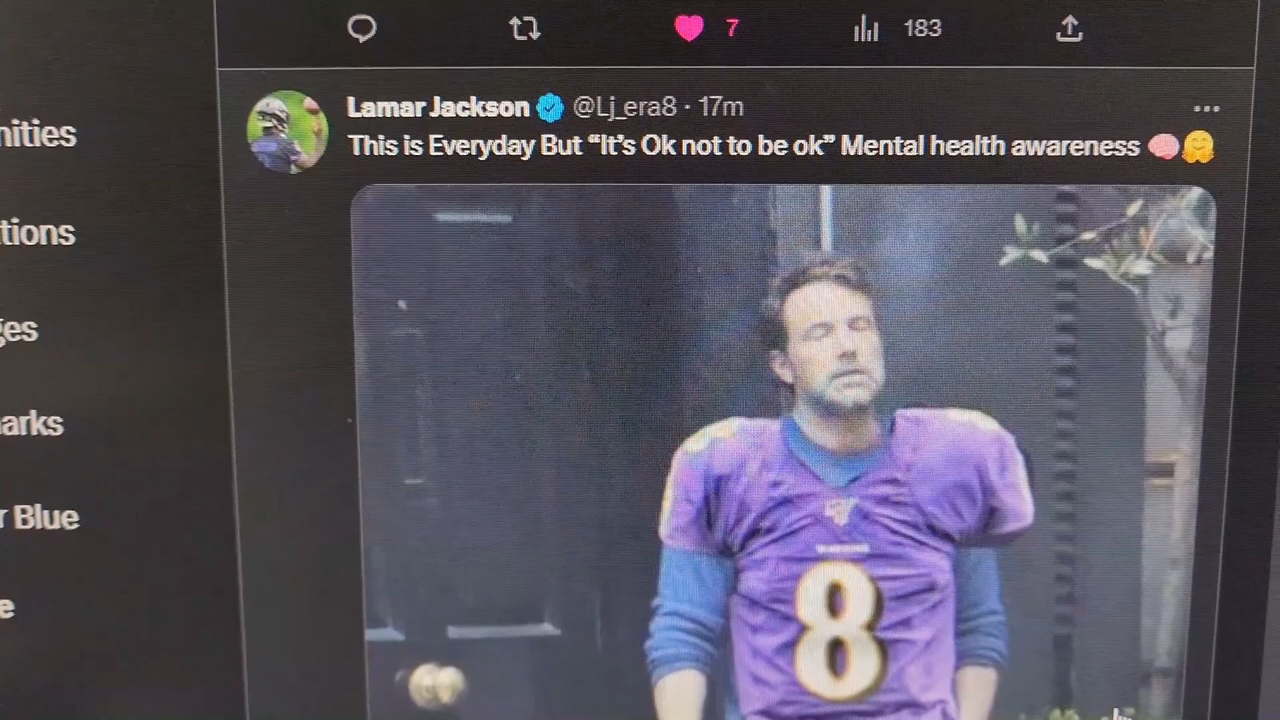 7 183
Lamar Jackson @Lj_era8 · 17m
This is Everyday But “It’s Ok not to be ok” Mental health awareness 🧠🤗
nities
tions
ges
arks
r Blue
e
8